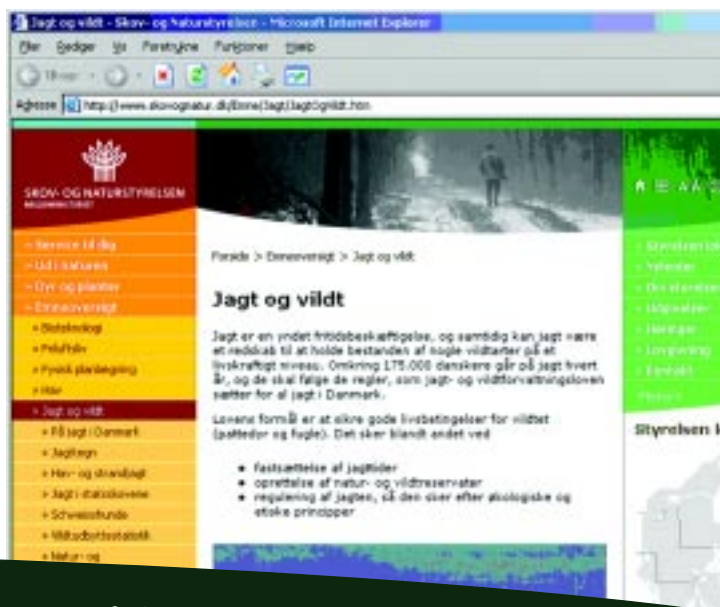 Jagt og vildt - Skov- og Naturstyrelsen - Microsoft Internet Explorer
Filer Rediger Vis Foretrukne Funktioner Hjælp
Adresse http://www.skovognatur.dk/Emne/Jagt/JagtOgVildt.htm
SKOV- OG NATURSTYRELSEN
MILJØMINISTERIET
» Service til dig
» Ud i naturen
» Dyr og planter
» Emneoversigt
» Bioteknologi
» Friluftsliv
» Fysisk planlægning
» Hav
» Jagt og vildt
» På jagt i Danmark
» Jagttegn
» Hav- og strandjagt
» Jagt i statsskovene
» Schweisshunde
» Vildtudbyttestatistik
» Natur- og
Forside > Emneoversigt > Jagt og vildt
Jagt og vildt
Jagt er en yndet fritidsbeskæftigelse, og samtidig kan jagt være
et redskab til at holde bestanden af nogle vildtarter på et
livskraftigt niveau. Omkring 175.000 danskere går på jagt hvert
år, og de skal følge de regler, som jagt- og vildtforvaltningsloven
sætter for al jagt i Danmark.
Lovens formål er at sikre gode livsbetingelser for vildtet
(pattedyr og fugle). Det sker blandt andet ved
• fastsættelse af jagttider
• oprettelse af natur- og vildtreservater
• regulering af jagten, så den sker efter økologiske og
etiske principper
» Nyheder
» Om styrelsen
» Udgivelser
» Høringer
» Lovgivning
» Kontakt
Styrelsen